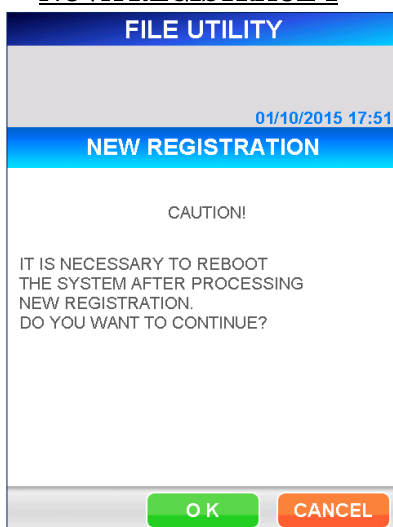 FILE UTILITY
01/10/2015 17:51
NEW REGISTRATION
CAUTION!
IT IS NECESSARY TO REBOOT
THE SYSTEM AFTER PROCESSING
NEW REGISTRATION.
DO YOU WANT TO CONTINUE?
O K CANCEL